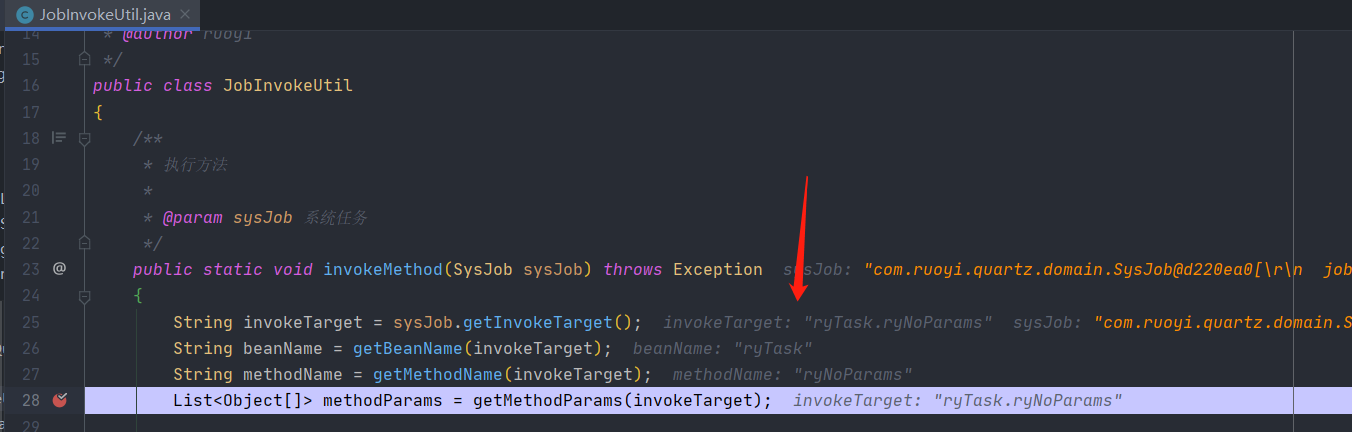 JobInvokeUtil.java
14 * @author ruoyi
15 */
16 public class JobInvokeUtil
17 {
18 /**
19 * 执行方法
20 *
21 * @param sysJob 系统任务
22 */
23 @ public static void invokeMethod(SysJob sysJob) throws Exception sysJob: "com.ruoyi.quartz.domain.SysJob@d220ea0[\r\n job
24 {
25 String invokeTarget = sysJob.getInvokeTarget(); invokeTarget: "ryTask.ryNoParams" sysJob: "com.ruoyi.quartz.domain.S
26 String beanName = getBeanName(invokeTarget); beanName: "ryTask"
27 String methodName = getMethodName(invokeTarget); methodName: "ryNoParams"
28 List<Object[]> methodParams = getMethodParams(invokeTarget); invokeTarget: "ryTask.ryNoParams"
29